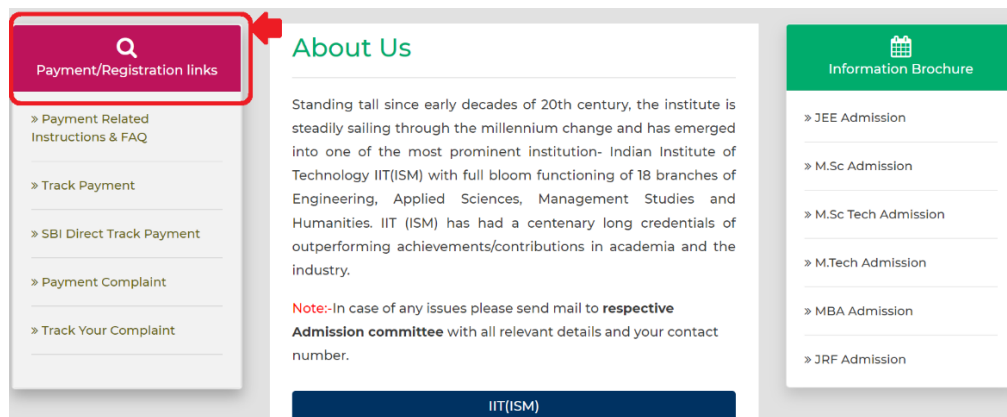 Payment/Registration links
» Payment Related
Instructions & FAQ
» Track Payment
» SBI Direct Track Payment
» Payment Complaint
» Track Your Complaint
About Us
Standing tall since early decades of 20th century, the institute is
steadily sailing through the millennium change and has emerged
into one of the most prominent institution- Indian Institute of
Technology IIT(ISM) with full bloom functioning of 18 branches of
Engineering, Applied Sciences, Management Studies and
Humanities. IIT (ISM) has had a centenary long credentials of
outperforming achievements/contributions in academia and the
industry.
Note:-In case of any issues please send mail to respective
Admission committee with all relevant details and your contact
number.
IIT(ISM)
Information Brochure
» JEE Admission
» M.Sc Admission
» M.Sc Tech Admission
» M.Tech Admission
» MBA Admission
» JRF Admission